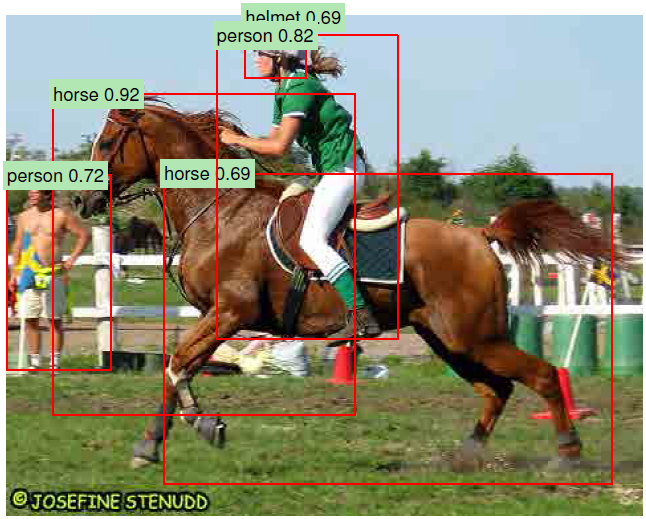 helmet 0.69
person 0.82
horse 0.92
person 0.72
horse 0.69
© JOSEFINE STENUDD